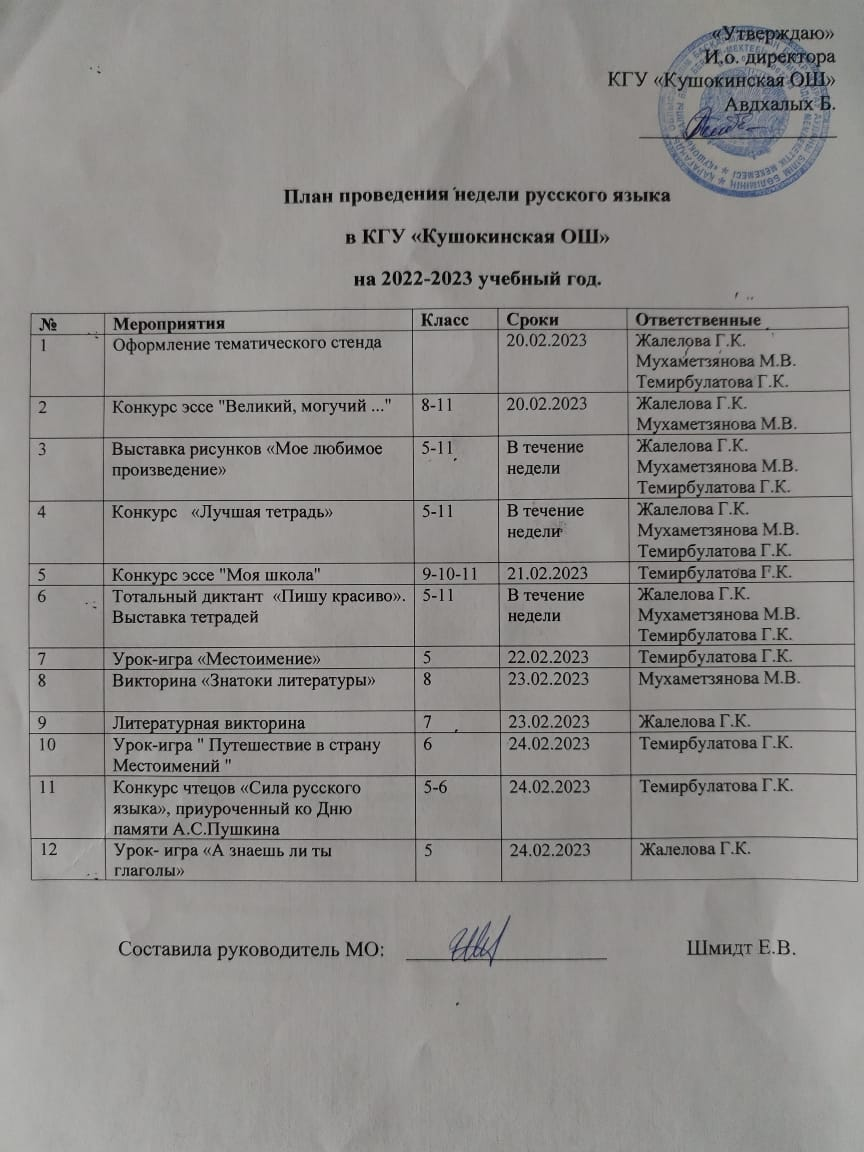 «Утверждаю»
И.о. директора
КГУ «Кушокинская ОШ»
Авдхалых Б.
План проведения недели русского языка
в КГУ «Кушокинская ОШ»
на 2022-2023 учебный год.
№ Мероприятия Класс Сроки Ответственные
1 Оформление тематического стенда 20.02.2023 Жалелова Г.К.
Мухаметзянова М.В.
Темирбулатова Г.К.
2 Конкурс эссе "Великий, могучий ..." 8-11 20.02.2023 Жалелова Г.К.
Мухаметзянова М.В.
3 Выставка рисунков «Мое любимое 5-11 В течение Жалелова Г.К.
произведение» недели Мухаметзянова М.В.
Темирбулатова Г.К.
4 Конкурс «Лучшая тетрадь» 5-11 В течение Жалелова Г.К.
недели Мухаметзянова М.В.
Темирбулатова Г.К.
5 Конкурс эссе "Моя школа" 9-10-11 21.02.2023 Темирбулатова Г.К.
6 Тотальный диктант «Пишу красиво». 5-11 В течение Жалелова Г.К.
Выставка тетрадей недели Мухаметзянова М.В.
Темирбулатова Г.К.
7 Урок-игра «Местоимение» 5 22.02.2023 Темирбулатова Г.К.
8 Викторина «Знатоки литературы» 8 23.02.2023 Мухаметзянова М.В.
9 Литературная викторина 7 23.02.2023 Жалелова Г.К.
10 Урок-игра " Путешествие в страну 6 24.02.2023 Темирбулатова Г.К.
Местоимений "
11 Конкурс чтецов «Сила русского 5-6 24.02.2023 Темирбулатова Г.К.
языка», приуроченный ко Дню
памяти А.С.Пушкина
12 Урок- игра «А знаешь ли ты 5 24.02.2023 Жалелова Г.К.
глаголы»
Составила руководитель МО: Шмидт Е.В.